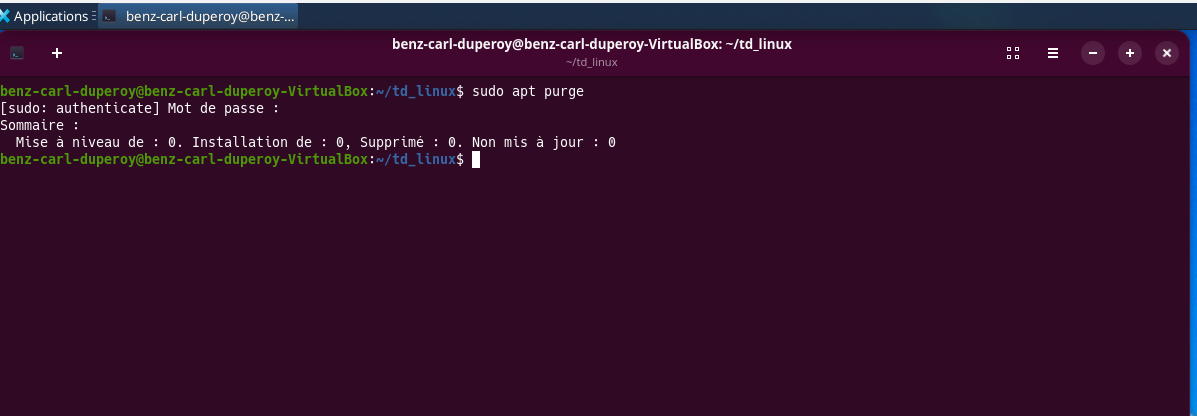 Applications
benz-carl-duperoy@benz-...
benz-carl-duperoy@benz-carl-duperoy-VirtualBox: ~/td_linux
~/td_linux
benz-carl-duperoy@benz-carl-duperoy-VirtualBox:~/td_linux$ sudo apt purge
[sudo: authenticate] Mot de passe :
Sommaire :
  Mise à niveau de : 0. Installation de : 0, Supprimé : 0. Non mis à jour : 0
benz-carl-duperoy@benz-carl-duperoy-VirtualBox:~/td_linux$